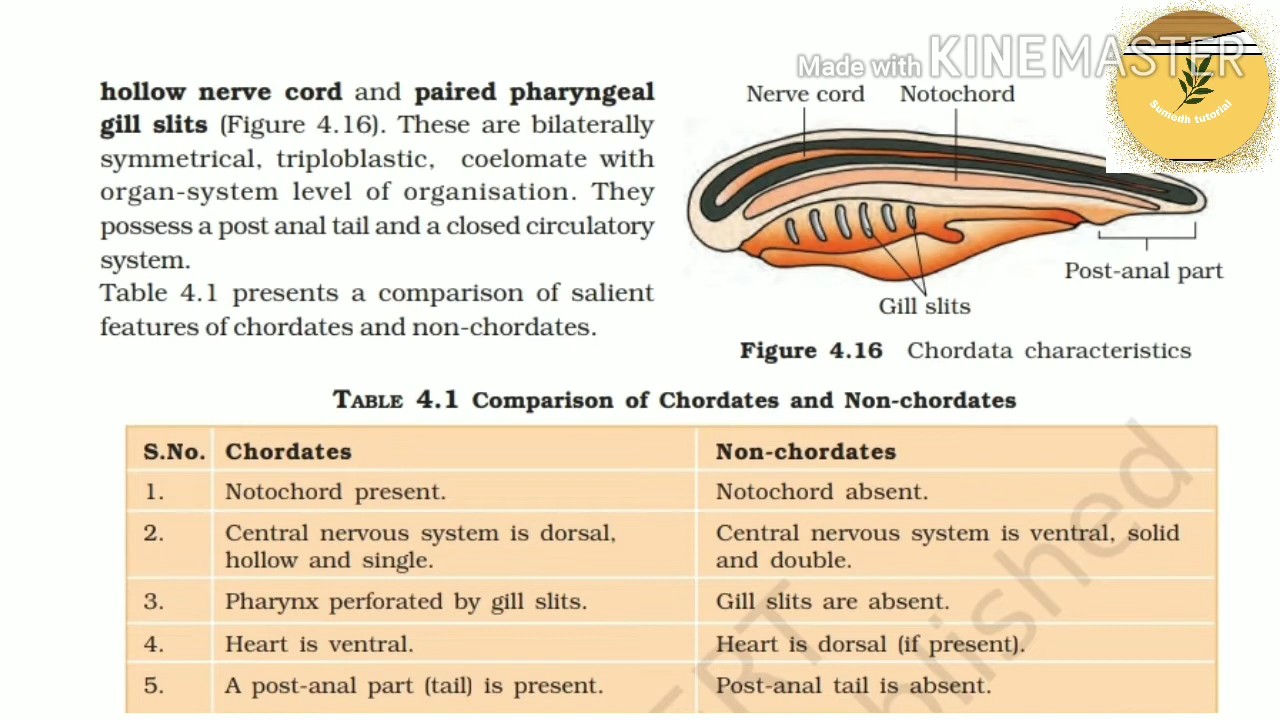 Made with KINEMASTER
Sumedh tutorial
hollow nerve cord and paired pharyngeal
gill slits (Figure 4.16). These are bilaterally
symmetrical, triploblastic, coelomate with
organ-system level of organisation. They
possess a post anal tail and a closed circulatory
system.
Table 4.1 presents a comparison of salient
features of chordates and non-chordates.
Nerve cord Notochord
Post-anal part
Gill slits
Figure 4.16 Chordata characteristics
TABLE 4.1 Comparison of Chordates and Non-chordates
S.No. Chordates Non-chordates
1. Notochord present. Notochord absent.
2. Central nervous system is dorsal, Central nervous system is ventral, solid
hollow and single. and double.
3. Pharynx perforated by gill slits. Gill slits are absent.
4. Heart is ventral. Heart is dorsal (if present).
5. A post-anal part (tail) is present. Post-anal tail is absent.